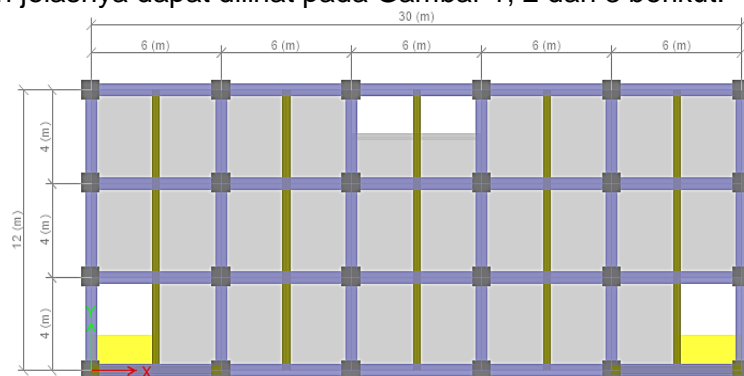 jelasnya dapat dilihat pada Gambar 1, 2 dan 3 berikut.
30 (m)
6 (m) 6 (m) 6 (m) 6 (m) 6 (m)
4 (m)
12 (m)
4 (m)
4 (m)
Y
X